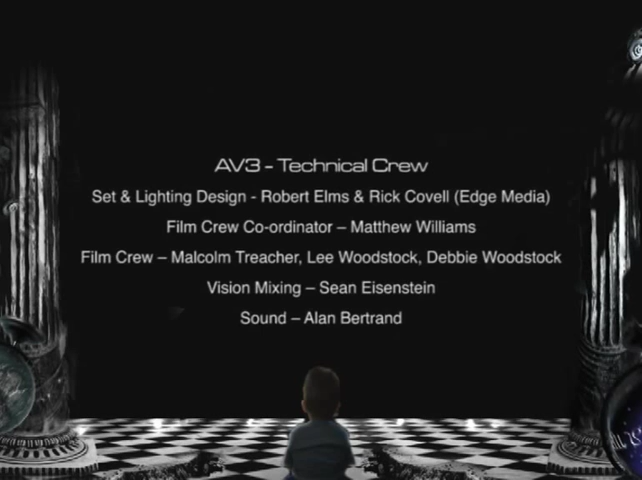 AV3 - Technical Crew
Set & Lighting Design - Robert Elms & Rick Covell (Edge Media)
Film Crew Co-ordinator – Matthew Williams
Film Crew – Malcolm Treacher, Lee Woodstock, Debbie Woodstock
Vision Mixing – Sean Eisenstein
Sound – Alan Bertrand